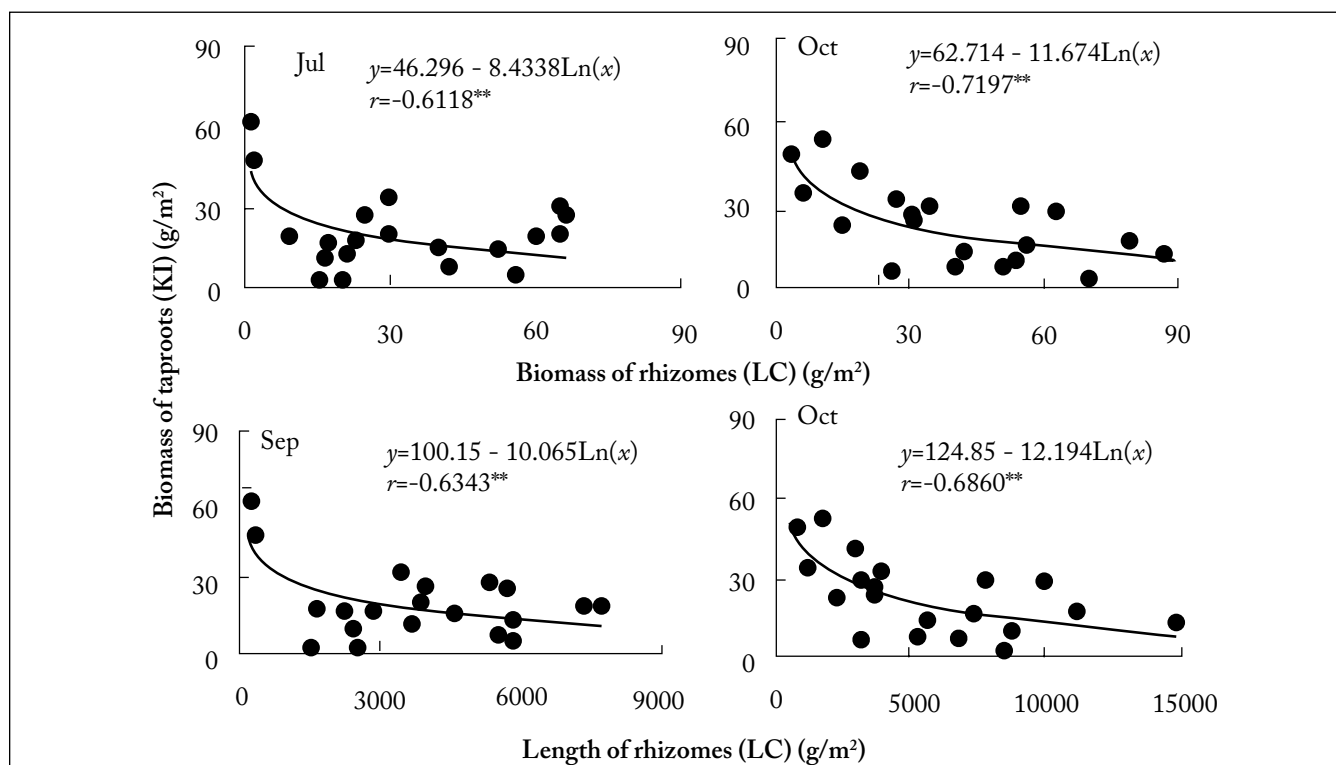 Biomass of taproots (KI) (g/m²)
Jul
y=46.296 - 8.4338Ln(x)
r=-0.6118**
90
60
30
0
0 30 60 90
Oct
y=62.714 - 11.674Ln(x)
r=-0.7197**
90
60
30
0
0 30 60 90
Biomass of rhizomes (LC) (g/m²)
Sep
y=100.15 - 10.065Ln(x)
r=-0.6343**
90
60
30
0
0 3000 6000 9000
Oct
y=124.85 - 12.194Ln(x)
r=-0.6860**
90
60
30
0
0 5000 10000 15000
Length of rhizomes (LC) (g/m²)